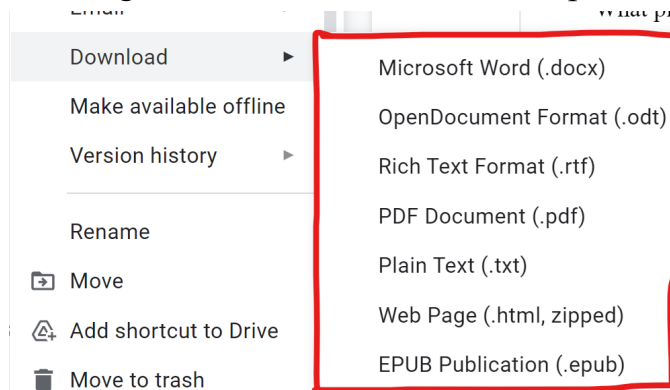 Download
Make available offline
Version history
Rename
Move
Add shortcut to Drive
Move to trash
Microsoft Word (.docx)
OpenDocument Format (.odt)
Rich Text Format (.rtf)
PDF Document (.pdf)
Plain Text (.txt)
Web Page (.html, zipped)
EPUB Publication (.epub)